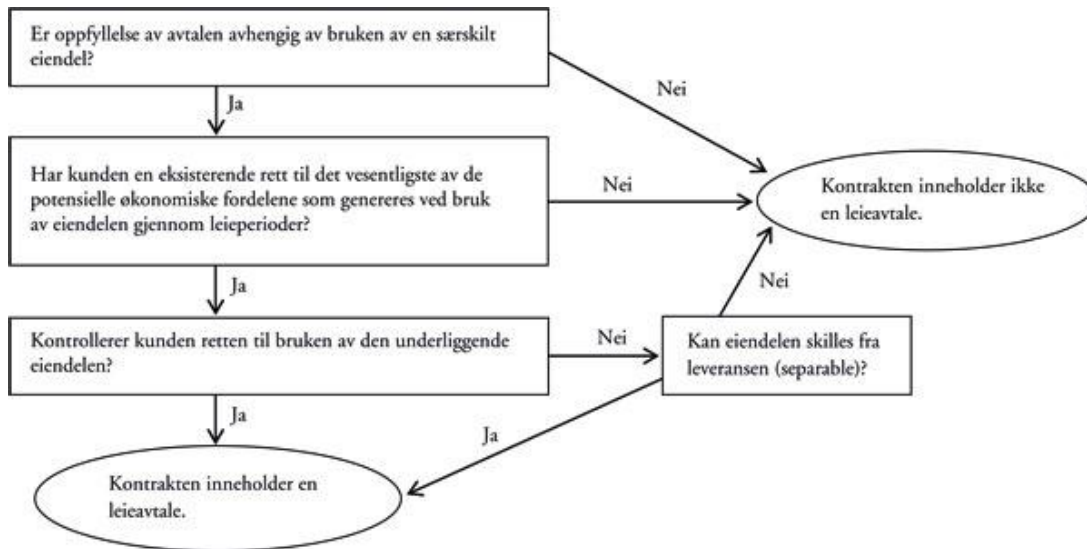 Er oppfyllelse av avtalen avhengig av bruken av en særskilt
eiendel?
Nei
Ja
Har kunden en eksisterende rett til det vesentligste av de
potensielle økonomiske fordelene som genereres ved bruk
av eiendelen gjennom leieperioder?
Nei
Kontrakten inneholder ikke
en leieavtale.
Ja
Nei
Kontrollerer kunden retten til bruken av den underliggende
eiendelen?
Nei
Kan eiendelen skilles fra
leveransen (separable)?
Ja
Ja
Kontrakten inneholder en
leieavtale.